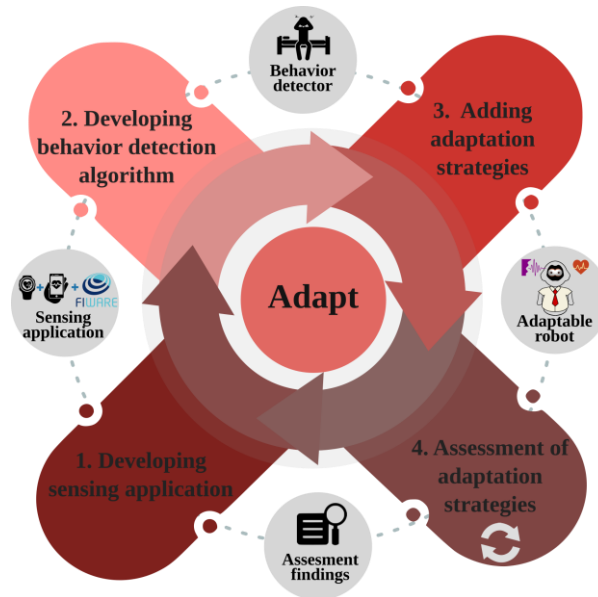 Behavior
detector
2. Developing
behavior detection
algorithm
3. Adding
adaptation
strategies
+ +
FIWARE
Sensing
application
Adapt
Adaptable
robot
1. Developing
sensing application
4. Assessment of
adaptation
strategies
Assesment
findings